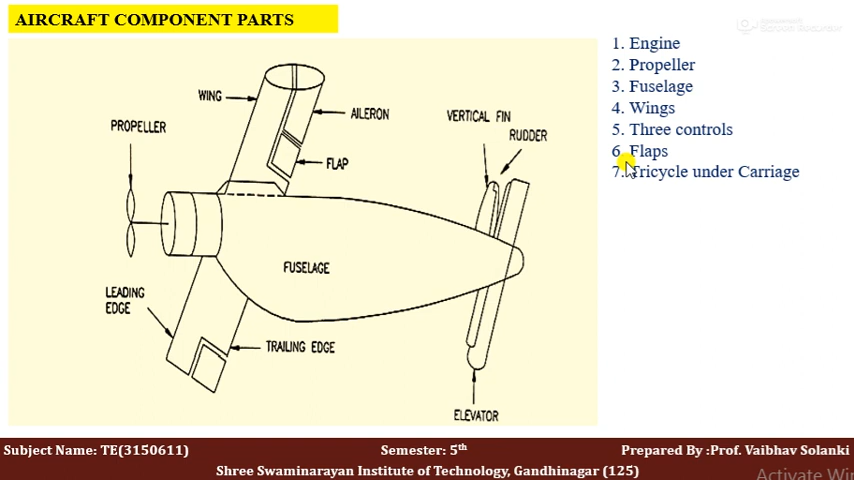 AIRCRAFT COMPONENT PARTS
1. Engine
2. Propeller
3. Fuselage
4. Wings
5. Three controls
6. Flaps
7. Tricycle under Carriage
WING
AILERON
VERTICAL FIN
RUDDER
PROPELLER
FLAP
FUSELAGE
LEADING
EDGE
TRAILING EDGE
ELEVATOR
Subject Name: TE(3150611) Semester: 5th Prepared By :Prof. Vaibhav Solanki
Shree Swaminarayan Institute of Technology, Gandhinagar (125)
Activate Win